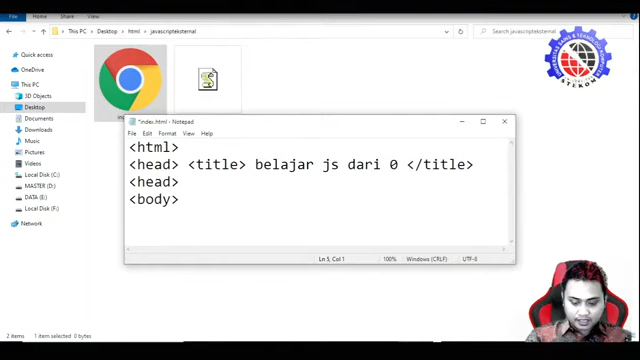 File Home Share View
This PC > Desktop > html > javascripteksternal
Search javascripteksternal
Quick access
OneDrive
This PC
3D Objects
Desktop
Documents
Downloads
Music
Pictures
Videos
Local Disk (C:)
MASTER (D:)
DATA (E:)
Local Disk (F:)
Network
*index.html - Notepad
File Edit Format View Help
<html>
<head> <title> belajar js dari 0 </title>
<head>
<body>
Ln 5, Col 1 100% Windows (CRLF) UTF-8
STEKOM
2 items 1 item selected 0 bytes